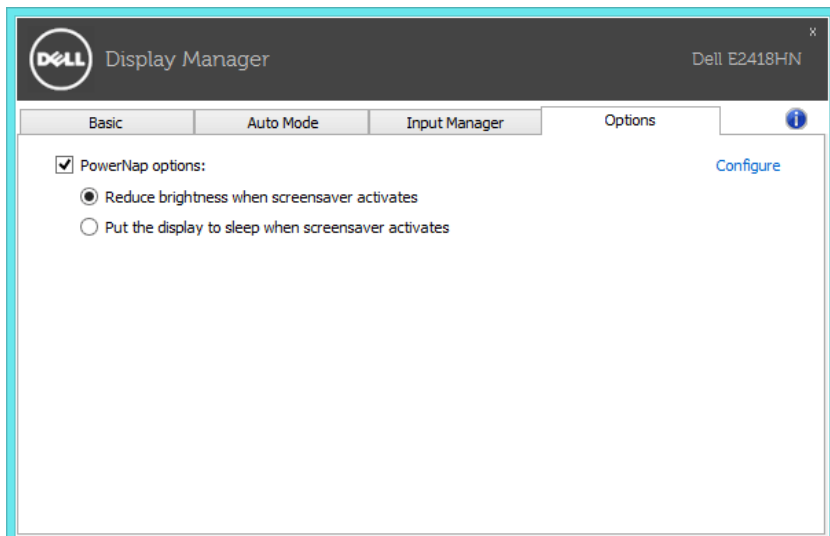 DELL
Display Manager
Dell E2418HN
x
Basic
Auto Mode
Input Manager
Options
i
PowerNap options:
Configure
Reduce brightness when screensaver activates
Put the display to sleep when screensaver activates